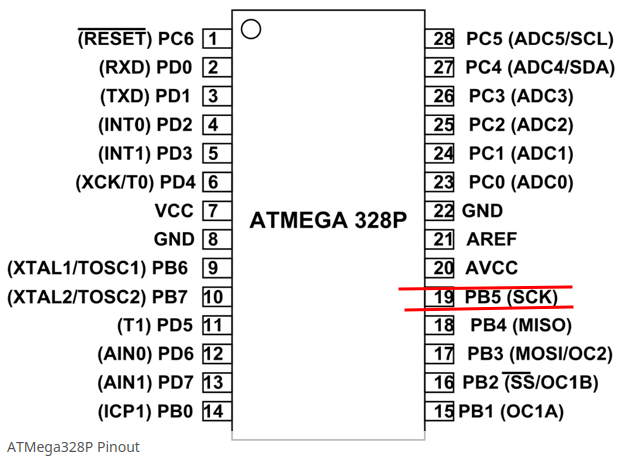 (RESET) PC6 1
(RXD) PD0 2
(TXD) PD1 3
(INT0) PD2 4
(INT1) PD3 5
(XCK/T0) PD4 6
VCC 7
GND 8
(XTAL1/TOSC1) PB6 9
(XTAL2/TOSC2) PB7 10
(T1) PD5 11
(AIN0) PD6 12
(AIN1) PD7 13
(ICP1) PB0 14
ATMEGA 328P
28 PC5 (ADC5/SCL)
27 PC4 (ADC4/SDA)
26 PC3 (ADC3)
25 PC2 (ADC2)
24 PC1 (ADC1)
23 PC0 (ADC0)
22 GND
21 AREF
20 AVCC
19 PB5 (SCK)
18 PB4 (MISO)
17 PB3 (MOSI/OC2)
16 PB2 (SS/OC1B)
15 PB1 (OC1A)
ATMega328P Pinout